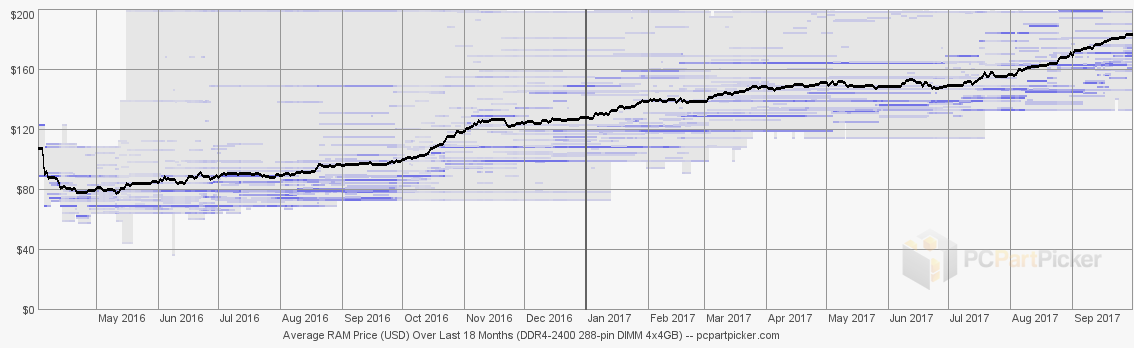 $200
$160
$120
$80
$40
$0
PCPartPicker
May 2016 Jun 2016 Jul 2016 Aug 2016 Sep 2016 Oct 2016 Nov 2016 Dec 2016 Jan 2017 Feb 2017 Mar 2017 Apr 2017 May 2017 Jun 2017 Jul 2017 Aug 2017 Sep 2017
Average RAM Price (USD) Over Last 18 Months (DDR4-2400 288-pin DIMM 4x4GB) -- pcpartpicker.com